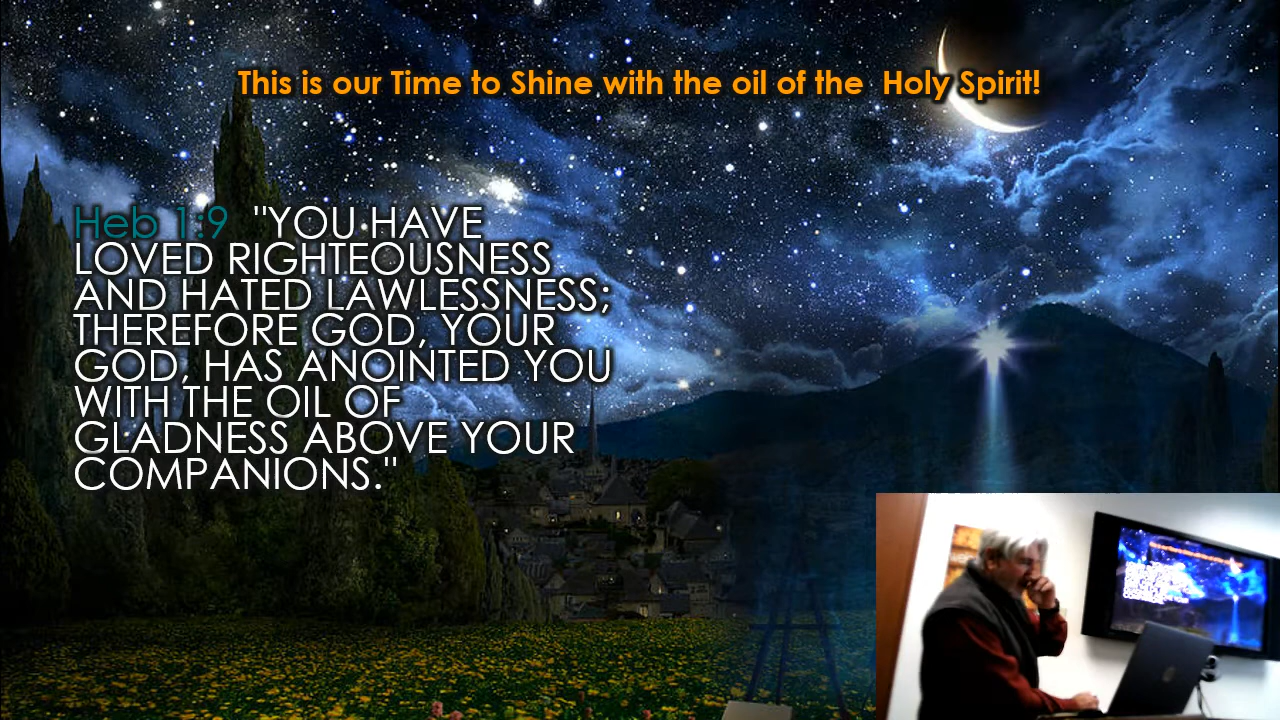 This is our Time to Shine with the oil of the  Holy Spirit!
Heb 1:9  "YOU HAVE
LOVED RIGHTEOUSNESS
AND HATED LAWLESSNESS;
THEREFORE GOD, YOUR
GOD, HAS ANOINTED YOU
WITH THE OIL OF
GLADNESS ABOVE YOUR
COMPANIONS."